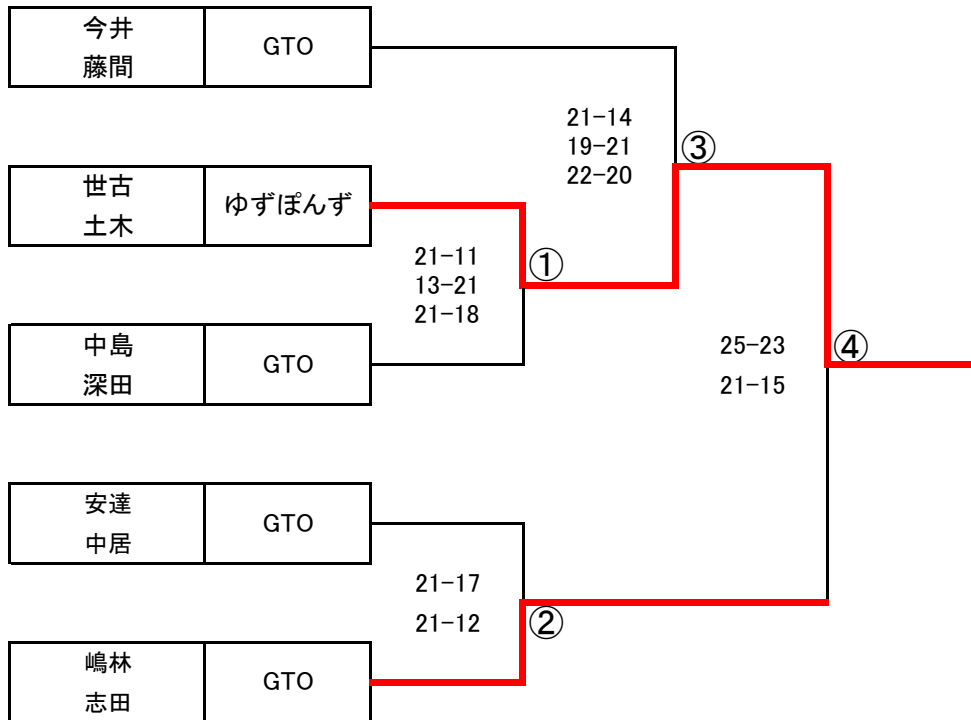 今井
藤間
GTO
21-14
19-21
22-20
③
世古
土木
ゆずぽんず
21-11
13-21
21-18
①
中島
深田
GTO
25-23
21-15
④
安達
中居
GTO
21-17
21-12
②
嶋林
志田
GTO